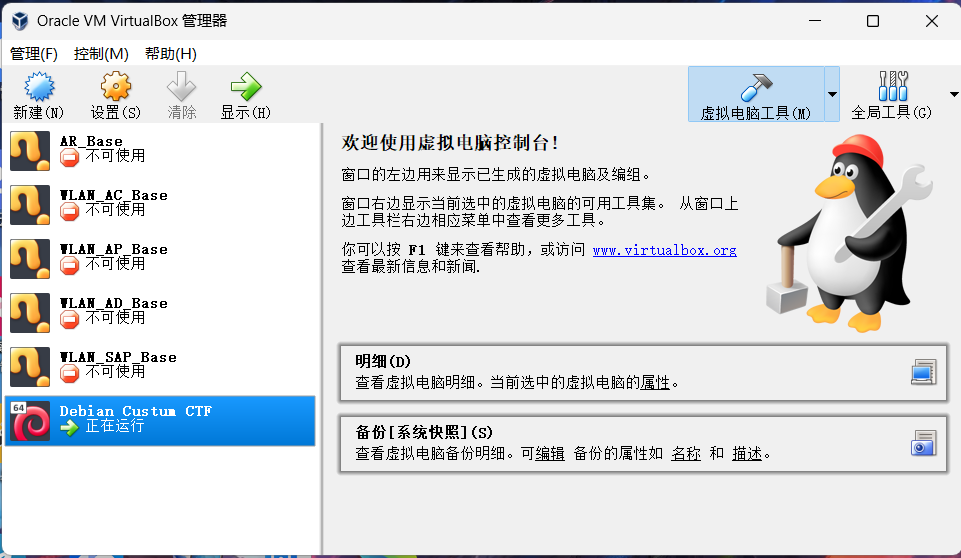 Oracle VM VirtualBox 管理器
管理(F) 控制(M) 帮助(H)
新建(N) 设置(S) 清除 显示(H) 虚拟电脑工具(M) 全局工具(G)
AR_Base
不可使用
WLAN_AC_Base
不可使用
WLAN_AP_Base
不可使用
WLAN_AD_Base
不可使用
WLAN_SAP_Base
不可使用
64
Debian Custum CTF
正在运行
欢迎使用虚拟电脑控制台!
窗口的左边用来显示已生成的虚拟电脑及编组。
窗口右边显示当前选中的虚拟电脑的可用工具集。 从窗口上
边工具栏右边相应菜单中查看更多工具。
你可以按 F1 键来查看帮助，或访问 www.virtualbox.org
查看最新信息和新闻.
明细(D)
查看虚拟电脑明细。当前选中的虚拟电脑的属性。
备份[系统快照](S)
查看虚拟电脑备份明细。可编辑 备份的属性如 名称 和 描述。